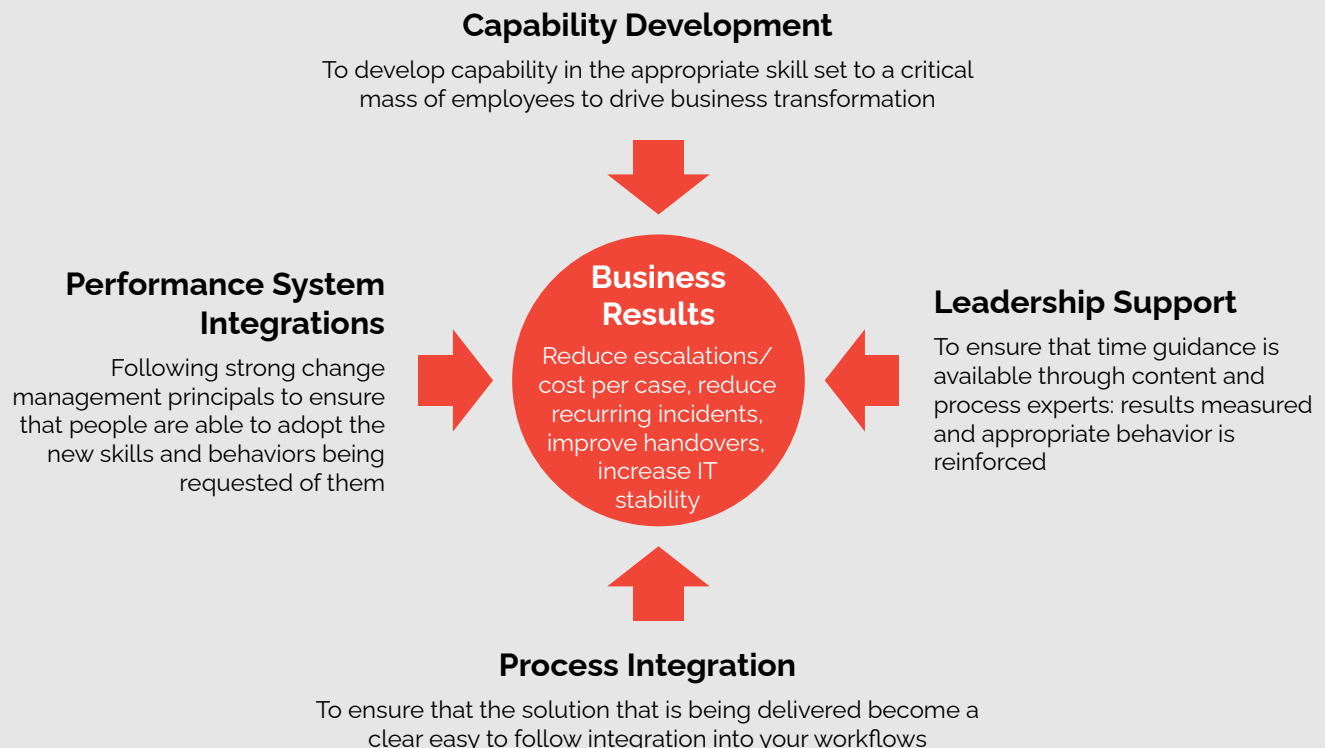 Capability Development
To develop capability in the appropriate skill set to a critical
mass of employees to drive business transformation
Performance System
Integrations
Following strong change
management principals to ensure
that people are able to adopt the
new skills and behaviors being
requested of them
Business
Results
Reduce escalations/
cost per case, reduce
recurring incidents,
improve handovers,
increase IT
stability
Leadership Support
To ensure that time guidance is
available through content and
process experts: results measured
and appropriate behavior is
reinforced
Process Integration
To ensure that the solution that is being delivered become a
clear easy to follow integration into your workflows